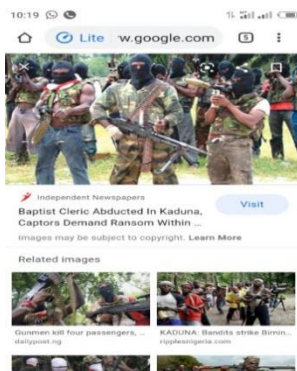 10:19
Lite w.google.com 5
Independent Newspapers
Baptist Cleric Abducted In Kaduna,
Captors Demand Ransom Within ...
Visit
Images may be subject to copyright. Learn More
Related images
Gunmen kill four passengers, ...
dailypost.ng
KADUNA: Bandits strike Birnin...
ripplesnigeria.com